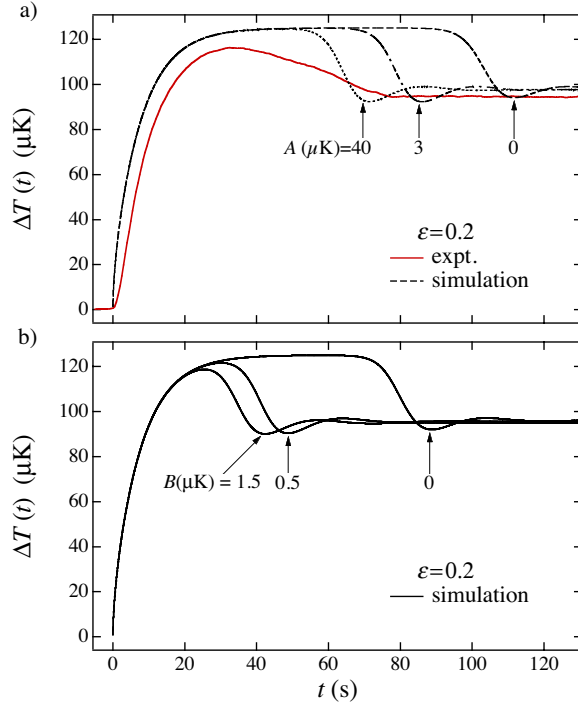 a)
120
100
80
60
40
20
0
ΔT (t) (µK)
A (µK)=40 3 0
ε=0.2
expt.
simulation
b)
120
100
80
60
40
20
0
ΔT (t) (µK)
B(µK) = 1.5 0.5 0
ε=0.2
simulation
0 20 40 60 80 100 120
t (s)